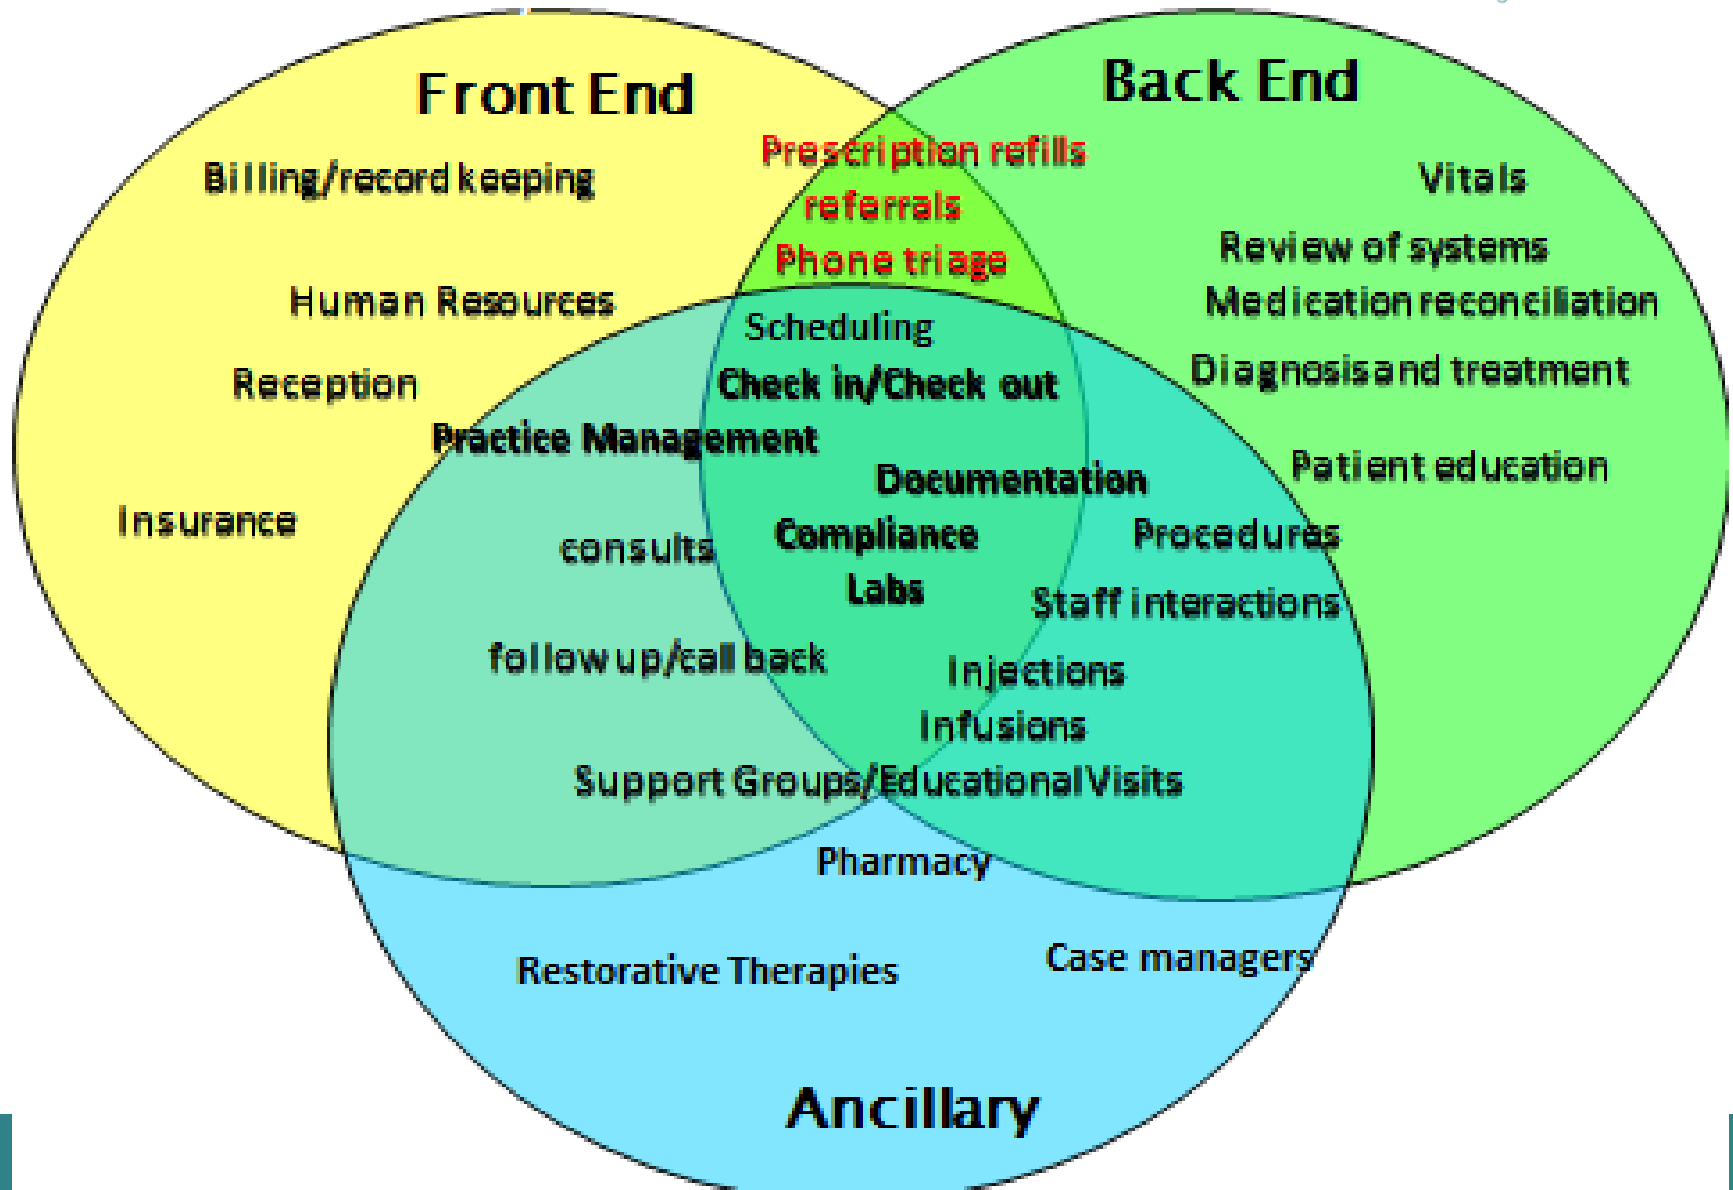 Front End
Back End
Billing/record keeping
Prescription refills
referrals
Phone triage
Vitals
Review of systems
Human Resources
Medication reconciliation
Scheduling
Reception
Check in/Check out
Diagnosis and treatment
Practice Management
Documentation
Patient education
Insurance
consults
Compliance
Procedures
Labs
Staff interactions
follow up/call back
Injections
Infusions
Support Groups/Educational Visits
Pharmacy
Restorative Therapies
Case managers
Ancillary